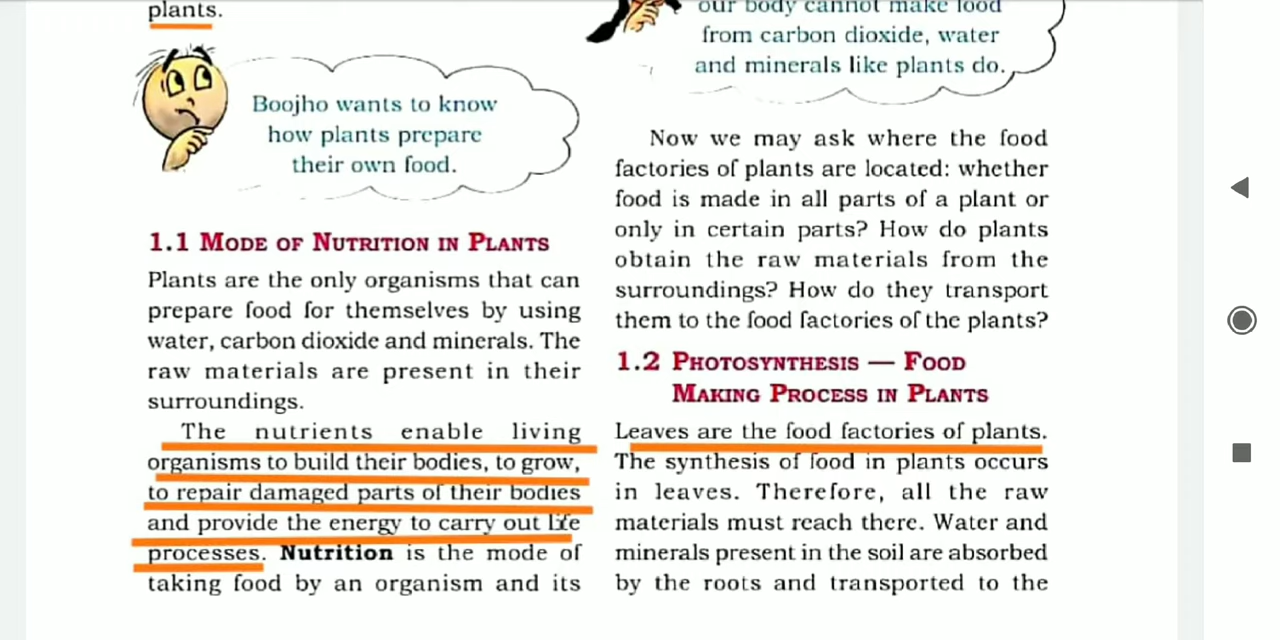 plants.
Boojho wants to know
how plants prepare
their own food.
1.1 MODE OF NUTRITION IN PLANTS
Plants are the only organisms that can
prepare food for themselves by using
water, carbon dioxide and minerals. The
raw materials are present in their
surroundings.
The nutrients enable living
organisms to build their bodies, to grow,
to repair damaged parts of their bodies
and provide the energy to carry out life
processes. Nutrition is the mode of
taking food by an organism and its
our body cannot make food
from carbon dioxide, water
and minerals like plants do.
Now we may ask where the food
factories of plants are located: whether
food is made in all parts of a plant or
only in certain parts? How do plants
obtain the raw materials from the
surroundings? How do they transport
them to the food factories of the plants?
1.2 PHOTOSYNTHESIS — FOOD
MAKING PROCESS IN PLANTS
Leaves are the food factories of plants.
The synthesis of food in plants occurs
in leaves. Therefore, all the raw
materials must reach there. Water and
minerals present in the soil are absorbed
by the roots and transported to the